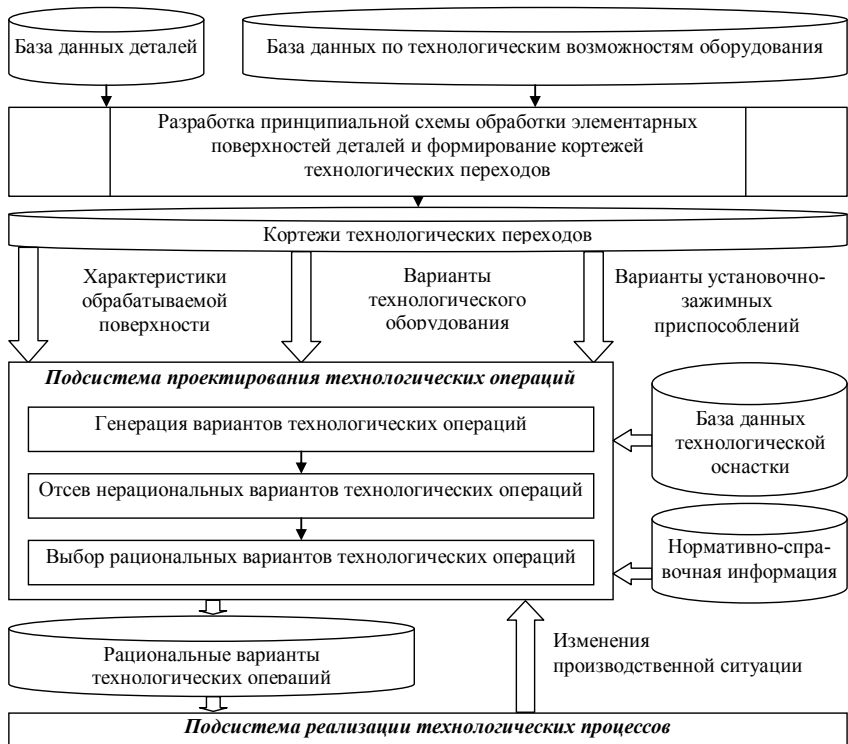 База данных деталей
База данных по технологическим возможностям оборудования
Разработка принципиальной схемы обработки элементарных
поверхностей деталей и формирование кортежей
технологических переходов
Кортежи технологических переходов
Характеристики
обрабатываемой
поверхности
Варианты
технологического
оборудования
Варианты установочно-
зажимных
приспособлений
Подсистема проектирования технологических операций
Генерация вариантов технологических операций
Отсев нерациональных вариантов технологических операций
Выбор рациональных вариантов технологических операций
База данных
технологической
оснастки
Нормативно-спра-
вочная информация
Рациональные варианты
технологических операций
Изменения
производственной ситуации
Подсистема реализации технологических процессов